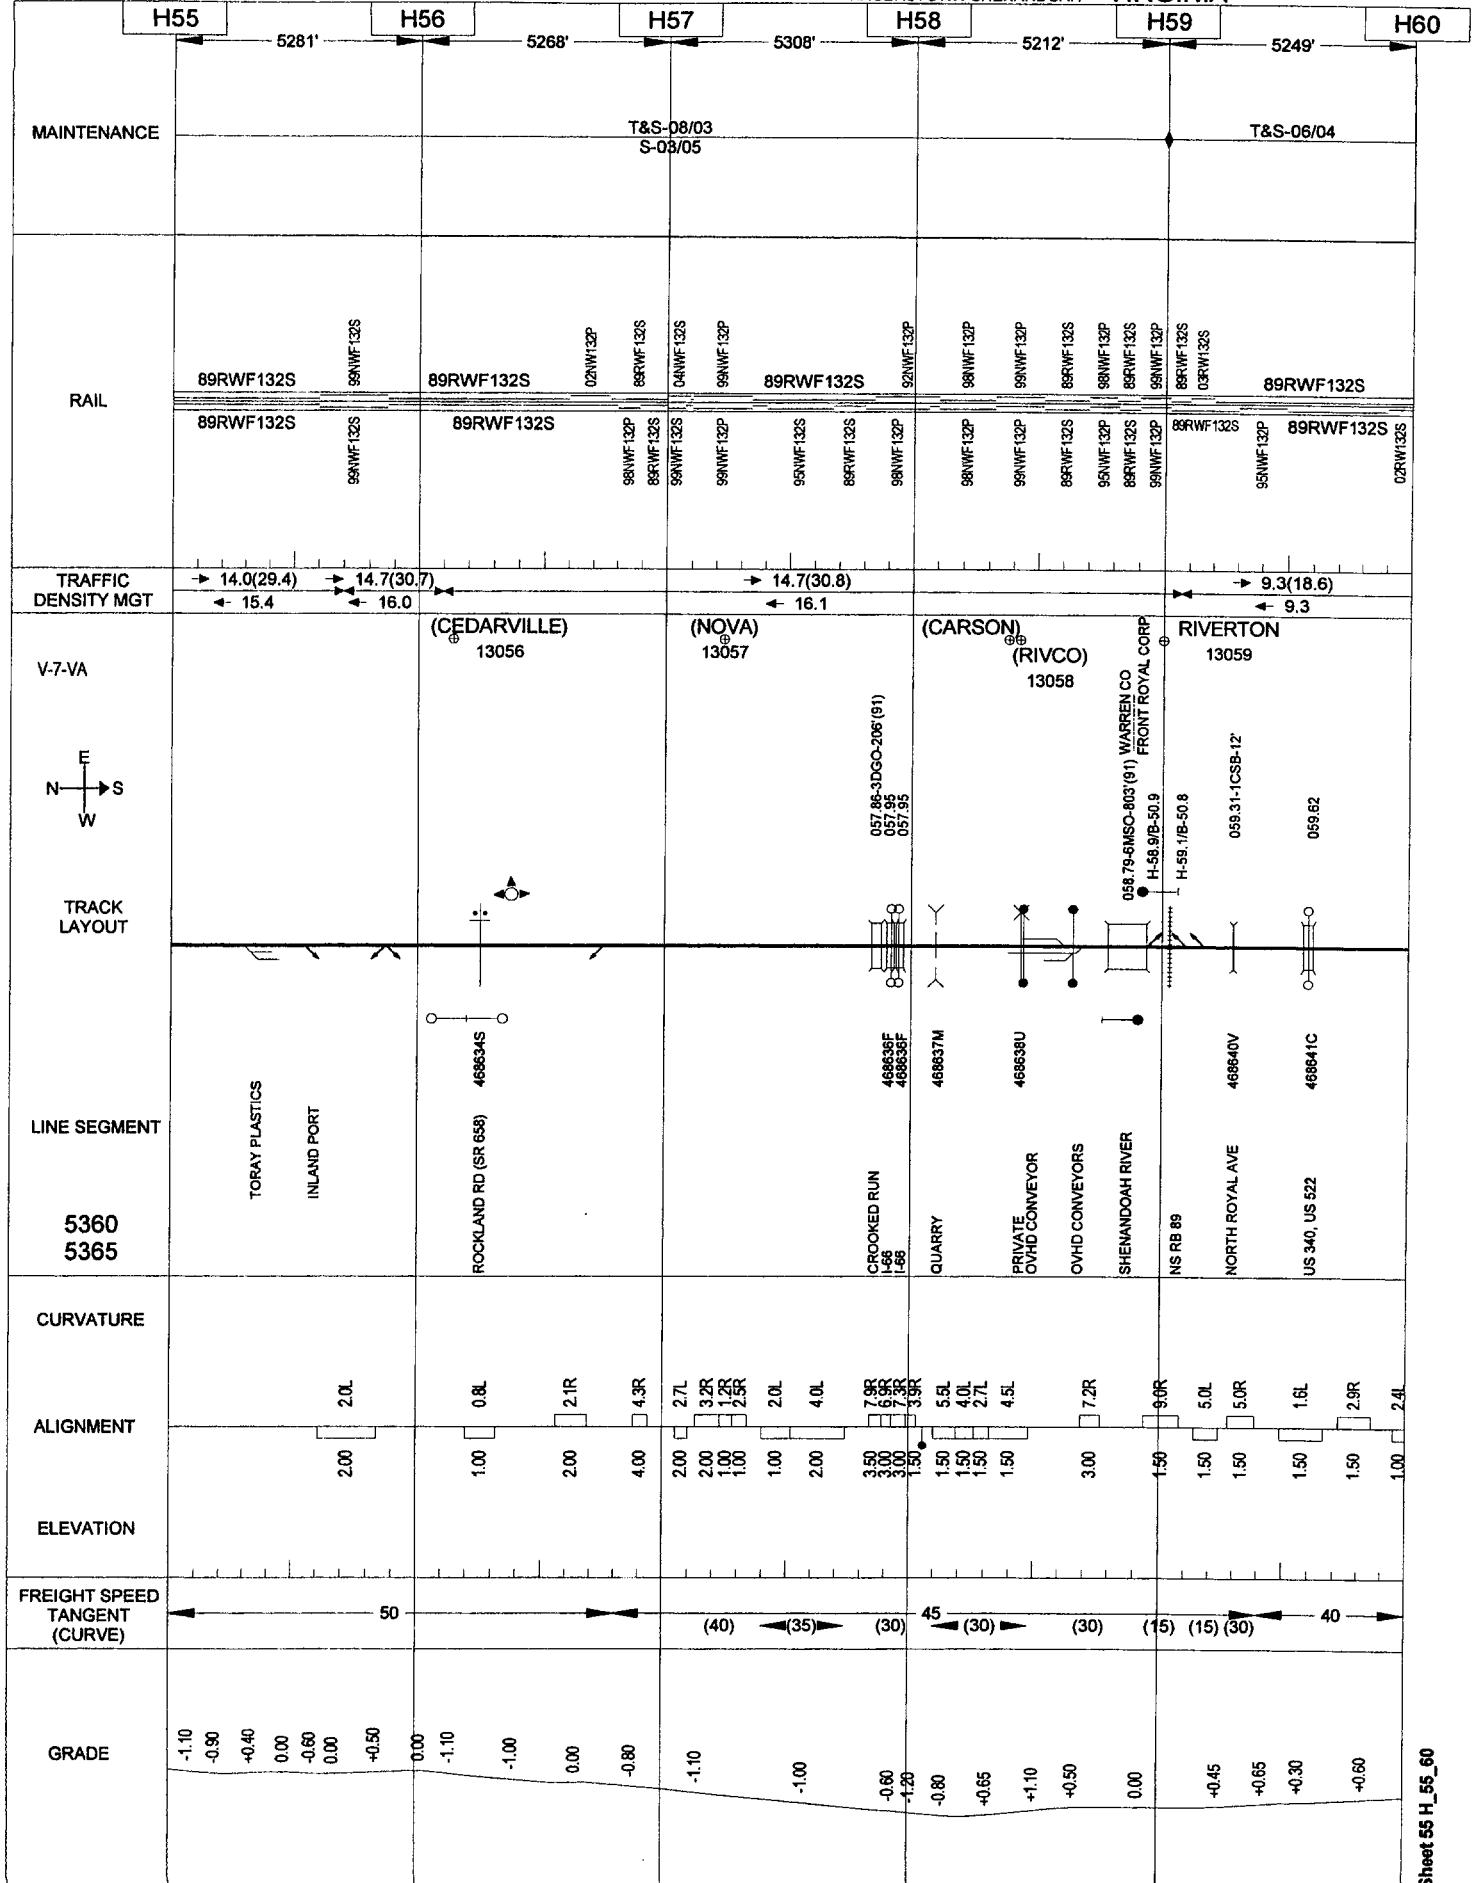 H55 H56 H57 H58 H59 H60
5281' 5268' 5308' 5212' 5249'
MAINTENANCE
T&S-08/03
S-03/05
T&S-06/04
RAIL
99NWF132S 02NW132P 89RWF132S 04NWF132S 99NWF132P 92NWF132P 98NWF132P 99NWF132P 89RWF132S 98NWF132P 89RWF132S 99NWF132P 89RWF132S 03RW132S
89RWF132S 89RWF132S 89RWF132S 89RWF132S
89RWF132S 89RWF132S 89RWF132S 89RWF132S
99NWF132S 98NWF132P 89RWF132S 99NWF132S 99NWF132P 95NWF132P 89RWF132S 98NWF132P 98NWF132P 99NWF132P 89RWF132S 95NWF132P 89RWF132S 99NWF132P 95NWF132P 02RW132S
TRAFFIC
DENSITY MGT
14.0(29.4) 14.7(30.7) 14.7(30.8) 9.3(18.6)
15.4 16.0 16.1 9.3
V-7-VA
(CEDARVILLE)
13056
(NOVA)
13057
(CARSON)
(RIVCO)
13058
RIVERTON
13059
E
N S
W
057.86-3DGO-206'(91)
057.95
057.95
058.79-6MSO-803'(91)
WARREN CO
FRONT ROYAL CORP
H-58.9/B-50.9
H-59.1/B-50.8
059.31-1CSB-12'
059.62
TRACK
LAYOUT
468634S
468636F
468636F
468637M
468638U
468640V
468641C
LINE SEGMENT
5360
5365
TORAY PLASTICS
INLAND PORT
ROCKLAND RD (SR 658)
CROOKED RUN
I-66
I-66
QUARRY
PRIVATE
OVHD CONVEYOR
OVHD CONVEYORS
SHENANDOAH RIVER
NS RB 89
NORTH ROYAL AVE
US 340, US 522
CURVATURE
2.0L 0.8L 2.1R 4.3R 2.7L 3.2R 1.2R 2.5R 2.0L 4.0L 7.9R 6.9R 7.3R 3.9R 5.5L 4.0L 2.7L 4.5L 7.2R 9.0R 5.0L 5.0R 1.6L 2.9R 2.4L
ALIGNMENT
2.00 1.00 2.00 4.00 2.00 2.00 1.00 1.00 1.00 2.00 3.50 3.00 3.00 1.50 1.50 1.50 1.50 1.50 3.00 1.50 1.50 1.50 1.50 1.50 1.00
ELEVATION
FREIGHT SPEED
TANGENT
(CURVE)
50 45 40
(40) (35) (30) (30) (30) (15) (15) (30)
GRADE
-1.10 -0.90 +0.40 0.00 -0.60 0.00 +0.50 0.00 -1.10 -1.00 0.00 -0.80 -1.10 -1.00 -0.60 -1.20 -0.80 +0.65 +1.10 +0.50 0.00 +0.45 +0.65 +0.30 +0.60
Sheet 55 H_55_60